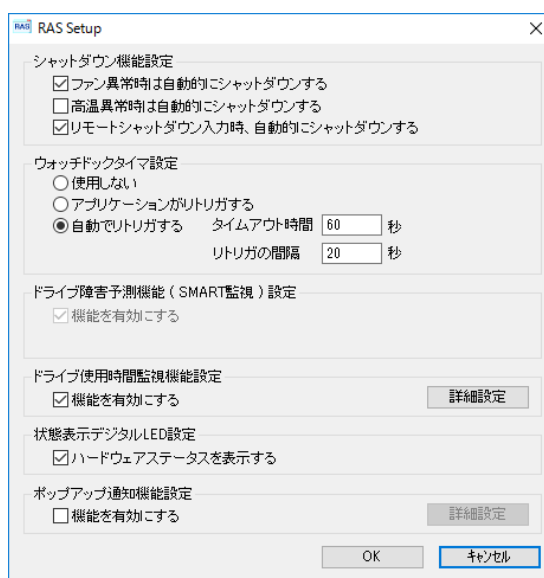 RAS RAS Setup
シャットダウン機能設定
ファン異常時は自動的にシャットダウンする
高温異常時は自動的にシャットダウンする
リモートシャットダウン入力時、自動的にシャットダウンする
ウォッチドックタイマ設定
使用しない
アプリケーションがリトリガする
自動でリトリガする タイムアウト時間 60 秒
リトリガの間隔 20 秒
ドライブ障害予測機能 ( SMART監視 ) 設定
機能を有効にする
ドライブ使用時間監視機能設定
機能を有効にする 詳細設定
状態表示デジタルLED設定
ハードウェアステータスを表示する
ポップアップ通知機能設定
機能を有効にする 詳細設定
OK キャンセル